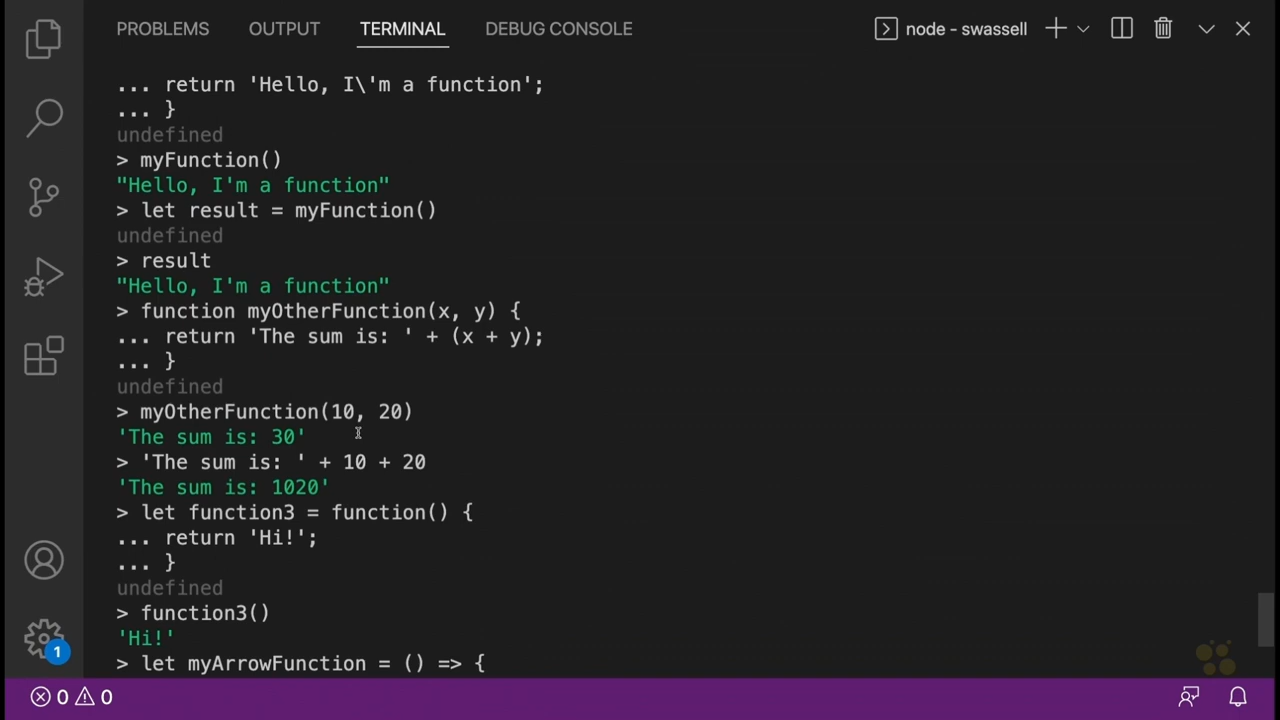 PROBLEMS OUTPUT TERMINAL DEBUG CONSOLE node - swassell
... return 'Hello, I\'m a function';
... }
undefined
> myFunction()
"Hello, I'm a function"
> let result = myFunction()
undefined
> result
"Hello, I'm a function"
> function myOtherFunction(x, y) {
... return 'The sum is: ' + (x + y);
... }
undefined
> myOtherFunction(10, 20)
'The sum is: 30'
> 'The sum is: ' + 10 + 20
'The sum is: 1020'
> let function3 = function() {
... return 'Hi!';
... }
undefined
> function3()
'Hi!'
> let myArrowFunction = () => {
1
0 0